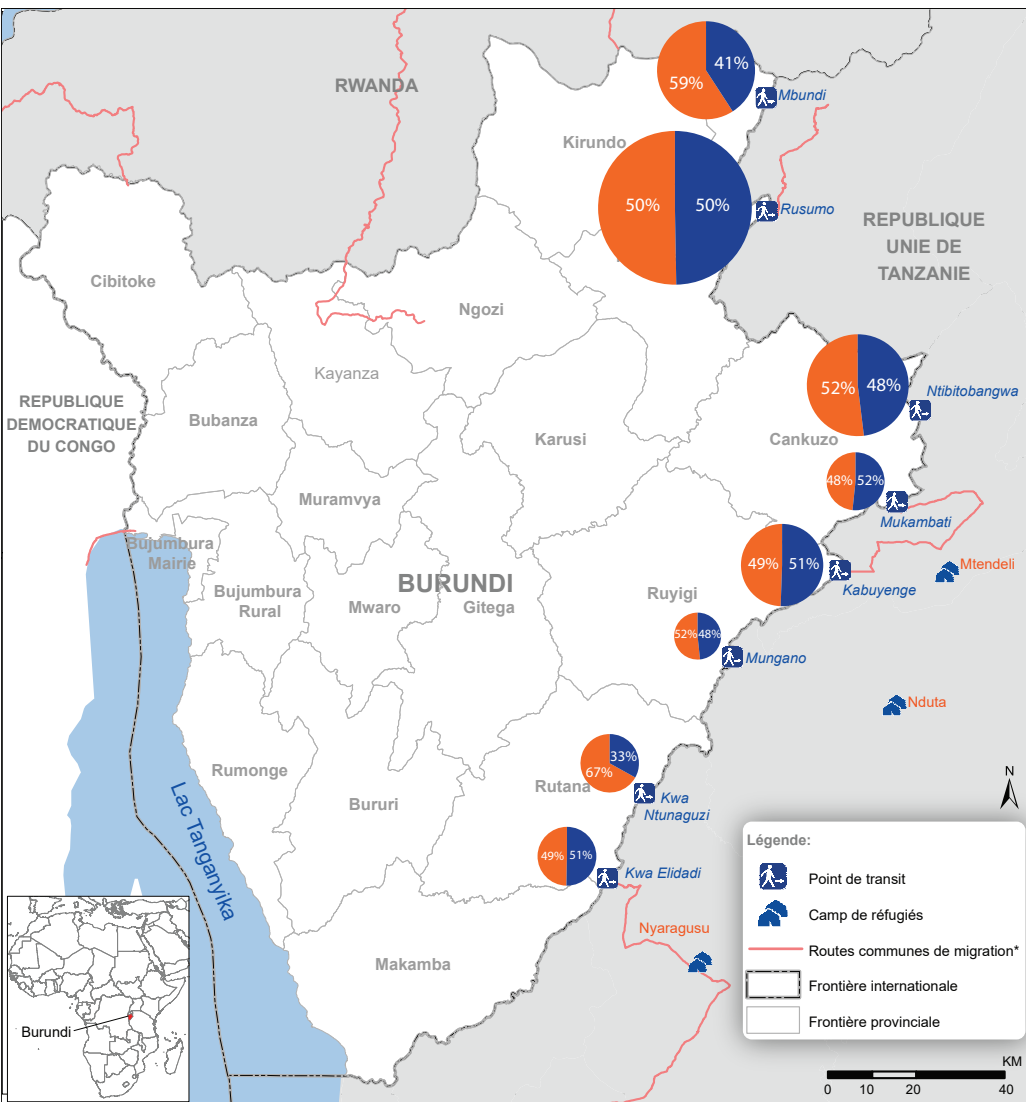 RWANDA
41%
59%
Mbundi
Kirundo
50%
50%
Rusumo
REPUBLIQUE
UNIE DE
TANZANIE
Cibitoke
Ngozi
Kayanza
REPUBLIQUE
DEMOCRATIQUE
DU CONGO
Bubanza
Karusi
52%
48%
Ntibitobangwa
Cankuzo
48%
52%
Mukambati
Muramvya
Bujumbura
Mairie
BURUNDI
Bujumbura
Rural
Mwaro
Gitega
Ruyigi
49%
51%
Kabuyenge
Mtendeli
52%
48%
Mungano
Nduta
Rumonge
Bururi
Rutana
33%
67%
Kwa
Ntunaguzi
49%
51%
Kwa Elidadi
Lac Tanganyika
Makamba
Nyaragusu
N
Légende:
Point de transit
Camp de réfugiés
Routes communes de migration*
Frontière internationale
Frontière provinciale
Burundi
KM
0 10 20 40